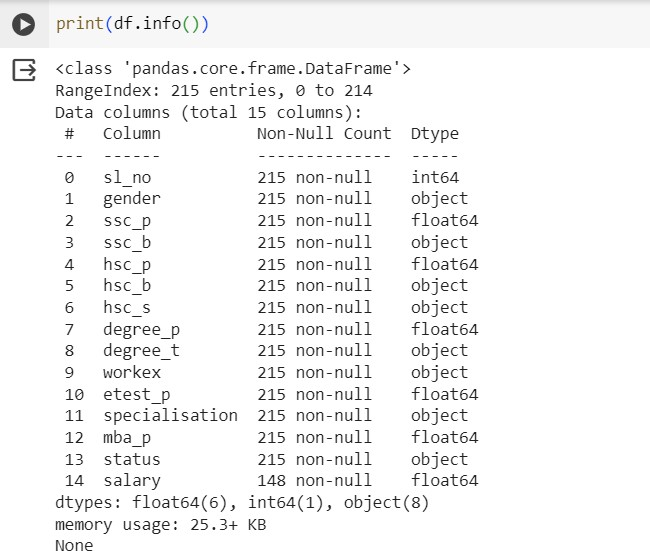 print(df.info())
<class 'pandas.core.frame.DataFrame'>
RangeIndex: 215 entries, 0 to 214
Data columns (total 15 columns):
 #   Column          Non-Null Count  Dtype
---  ------          --------------  -----
 0   sl_no           215 non-null    int64
 1   gender          215 non-null    object
 2   ssc_p           215 non-null    float64
 3   ssc_b           215 non-null    object
 4   hsc_p           215 non-null    float64
 5   hsc_b           215 non-null    object
 6   hsc_s           215 non-null    object
 7   degree_p        215 non-null    float64
 8   degree_t        215 non-null    object
 9   workex          215 non-null    object
 10  etest_p         215 non-null    float64
 11  specialisation  215 non-null    object
 12  mba_p           215 non-null    float64
 13  status          215 non-null    object
 14  salary          148 non-null    float64
dtypes: float64(6), int64(1), object(8)
memory usage: 25.3+ KB
None